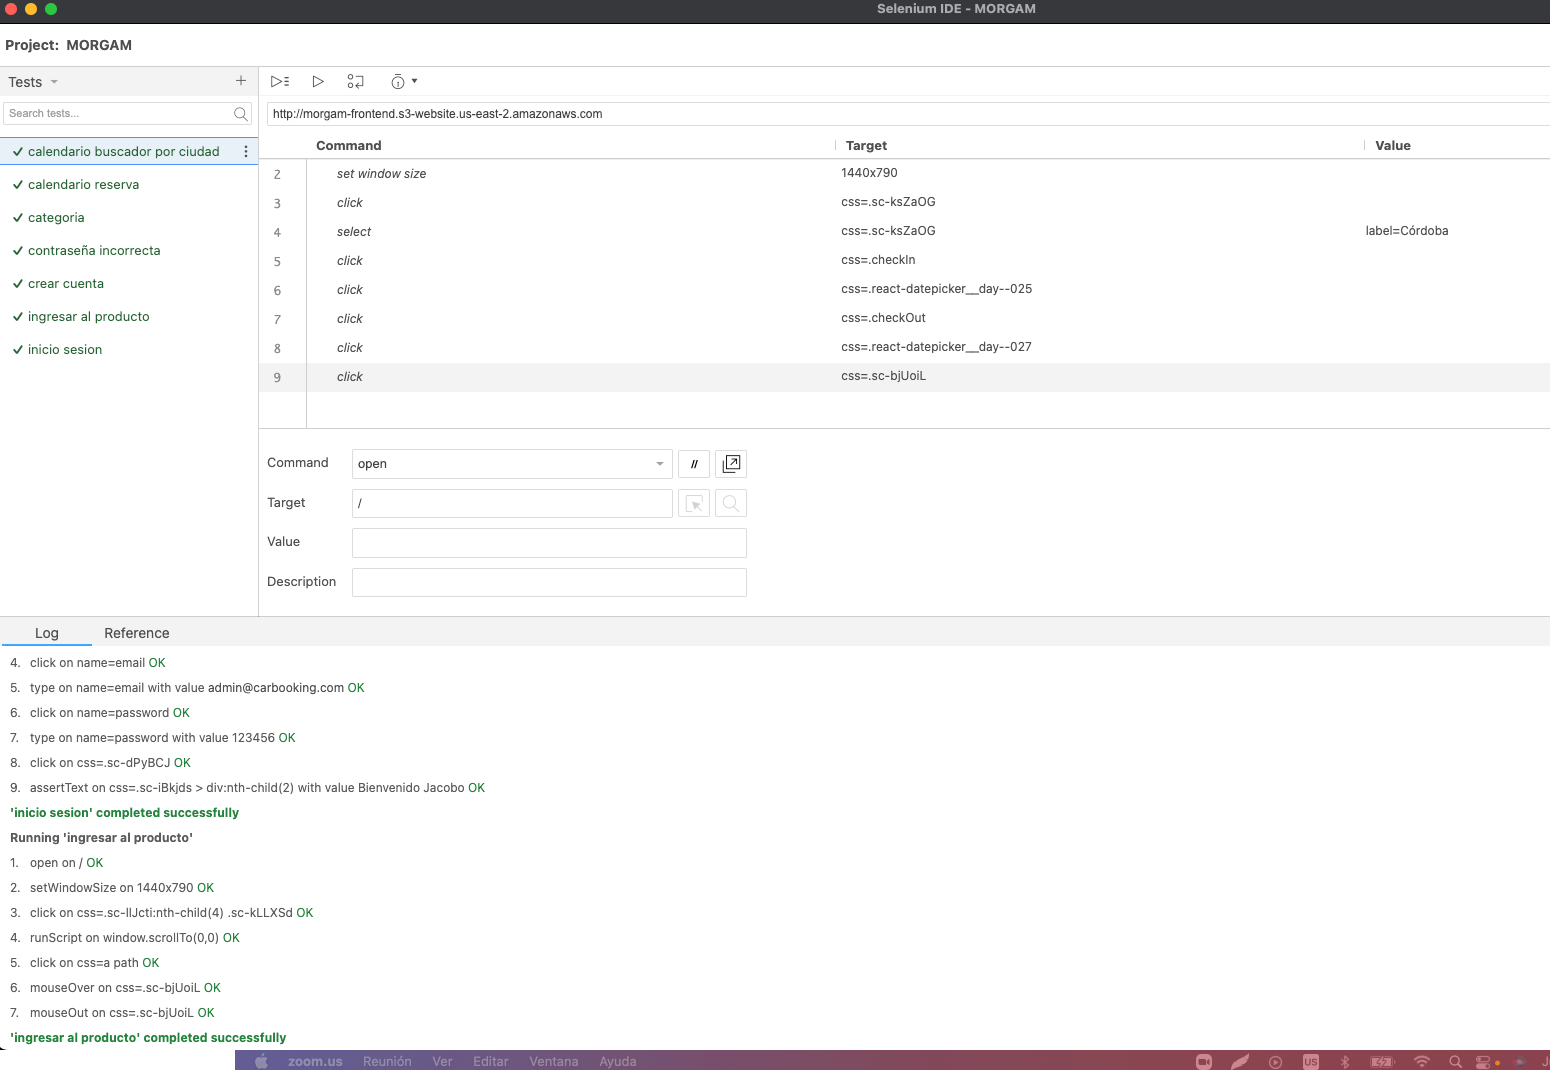 Selenium IDE - MORGAM
Project: MORGAM
Tests
Search tests...
calendario buscador por ciudad
calendario reserva
categoria
contraseña incorrecta
crear cuenta
ingresar al producto
inicio sesion
http://morgam-frontend.s3-website.us-east-2.amazonaws.com
Command Target Value
2 set window size 1440x790
3 click css=.sc-ksZaOG
4 select css=.sc-ksZaOG label=Córdoba
5 click css=.checkIn
6 click css=.react-datepicker__day--025
7 click css=.checkOut
8 click css=.react-datepicker__day--027
9 click css=.sc-bjUoiL
Command open //
Target /
Value
Description
Log Reference
4. click on name=email OK
5. type on name=email with value admin@carbooking.com OK
6. click on name=password OK
7. type on name=password with value 123456 OK
8. click on css=.sc-dPyBCJ OK
9. assertText on css=.sc-iBkjds > div:nth-child(2) with value Bienvenido Jacobo OK
'inicio sesion' completed successfully
Running 'ingresar al producto'
1. open on / OK
2. setWindowSize on 1440x790 OK
3. click on css=.sc-llJcti:nth-child(4) .sc-kLLXSd OK
4. runScript on window.scrollTo(0,0) OK
5. click on css=a path OK
6. mouseOver on css=.sc-bjUoiL OK
7. mouseOut on css=.sc-bjUoiL OK
'ingresar al producto' completed successfully
zoom.us Reunión Ver Editar Ventana Ayuda US